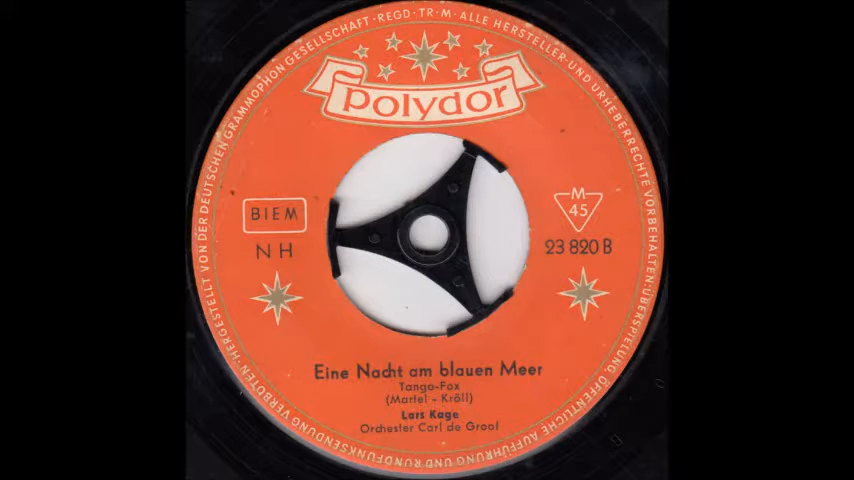 HERGESTELLT VON DER DEUTSCHEN GRAMMOPHON GESELLSCHAFT · REGD · TR · M · ALLE HERSTELLER- UND URHEBERRECHTE VORBEHALTEN · ÜBERSPIELUNG, ÖFFENTLICHE AUFFÜHRUNG UND RUNDFUNKSENDUNG VERBOTEN ·
polydor
BIEM
NH
M
45
23 820 B
Eine Nacht am blauen Meer
Tango-Fox
(Martel - Kröll)
Lars Kage
Orchester Carl de Groof